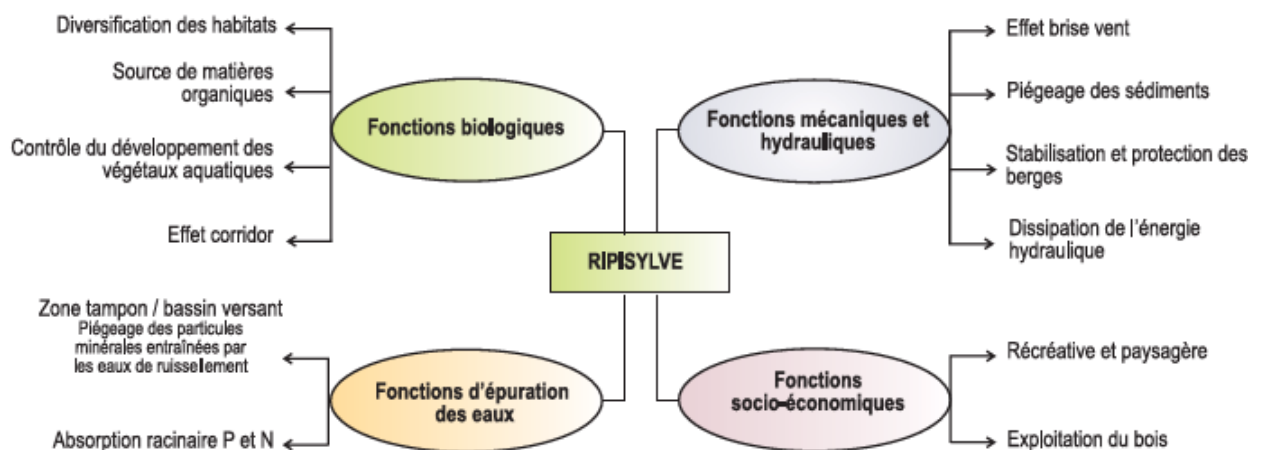 Diversification des habitats
Source de matières
organiques
Contrôle du développement des
végétaux aquatiques
Effet corridor
Fonctions biologiques
Fonctions mécaniques et
hydrauliques
Effet brise vent
Piégeage des sédiments
Stabilisation et protection des
berges
Dissipation de l'énergie
hydraulique
RIPISYLVE
Zone tampon / bassin versant
Piégeage des particules
minérales entraînées par
les eaux de ruissellement
Absorption racinaire P et N
Fonctions d'épuration
des eaux
Fonctions
socio-économiques
Récréative et paysagère
Exploitation du bois